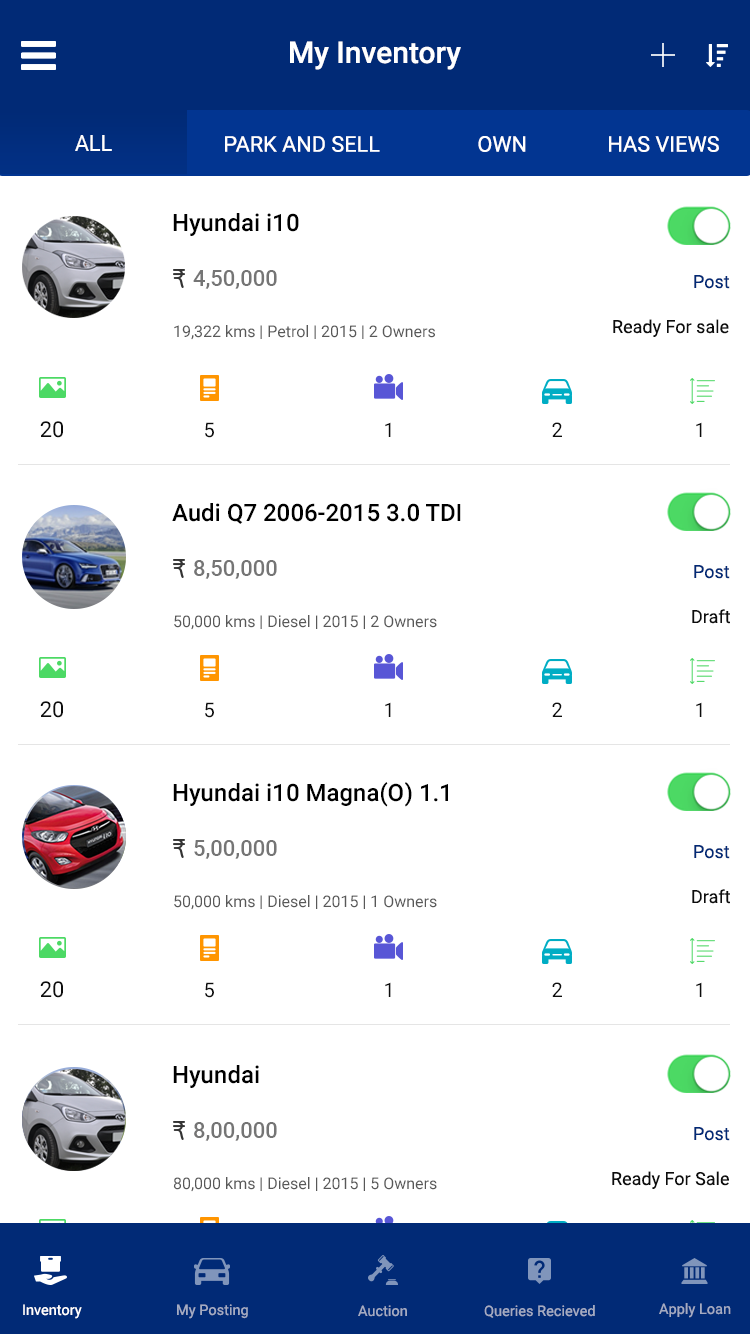 My Inventory
ALL PARK AND SELL OWN HAS VIEWS
Hyundai i10
₹ 4,50,000
Post
19,322 kms | Petrol | 2015 | 2 Owners
Ready For sale
20 5 1 2 1
Audi Q7 2006-2015 3.0 TDI
₹ 8,50,000
Post
50,000 kms | Diesel | 2015 | 2 Owners
Draft
20 5 1 2 1
Hyundai i10 Magna(O) 1.1
₹ 5,00,000
Post
50,000 kms | Diesel | 2015 | 1 Owners
Draft
20 5 1 2 1
Hyundai
₹ 8,00,000
Post
80,000 kms | Diesel | 2015 | 5 Owners
Ready For Sale
Inventory My Posting Auction Queries Recieved Apply Loan